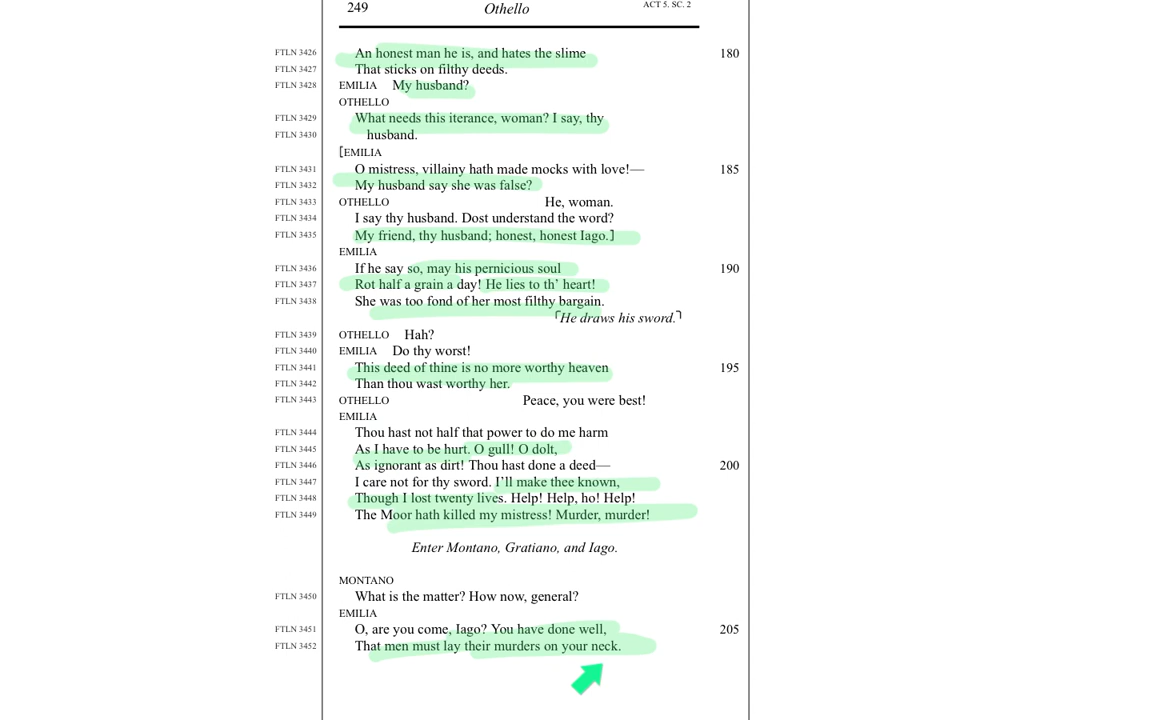 249 Othello ACT 5. SC. 2
FTLN 3426 An honest man he is, and hates the slime 180
FTLN 3427 That sticks on filthy deeds.
FTLN 3428 EMILIA My husband?
OTHELLO
FTLN 3429 What needs this iterance, woman? I say, thy
FTLN 3430 husband.
[EMILIA
FTLN 3431 O mistress, villainy hath made mocks with love!— 185
FTLN 3432 My husband say she was false?
FTLN 3433 OTHELLO He, woman.
FTLN 3434 I say thy husband. Dost understand the word?
FTLN 3435 My friend, thy husband; honest, honest Iago.]
EMILIA
FTLN 3436 If he say so, may his pernicious soul 190
FTLN 3437 Rot half a grain a day! He lies to th’ heart!
FTLN 3438 She was too fond of her most filthy bargain.
⌜He draws his sword.⌝
FTLN 3439 OTHELLO Hah?
FTLN 3440 EMILIA Do thy worst!
FTLN 3441 This deed of thine is no more worthy heaven 195
FTLN 3442 Than thou wast worthy her.
FTLN 3443 OTHELLO Peace, you were best!
EMILIA
FTLN 3444 Thou hast not half that power to do me harm
FTLN 3445 As I have to be hurt. O gull! O dolt,
FTLN 3446 As ignorant as dirt! Thou hast done a deed— 200
FTLN 3447 I care not for thy sword. I’ll make thee known,
FTLN 3448 Though I lost twenty lives. Help! Help, ho! Help!
FTLN 3449 The Moor hath killed my mistress! Murder, murder!
Enter Montano, Gratiano, and Iago.
MONTANO
FTLN 3450 What is the matter? How now, general?
EMILIA
FTLN 3451 O, are you come, Iago? You have done well, 205
FTLN 3452 That men must lay their murders on your neck.